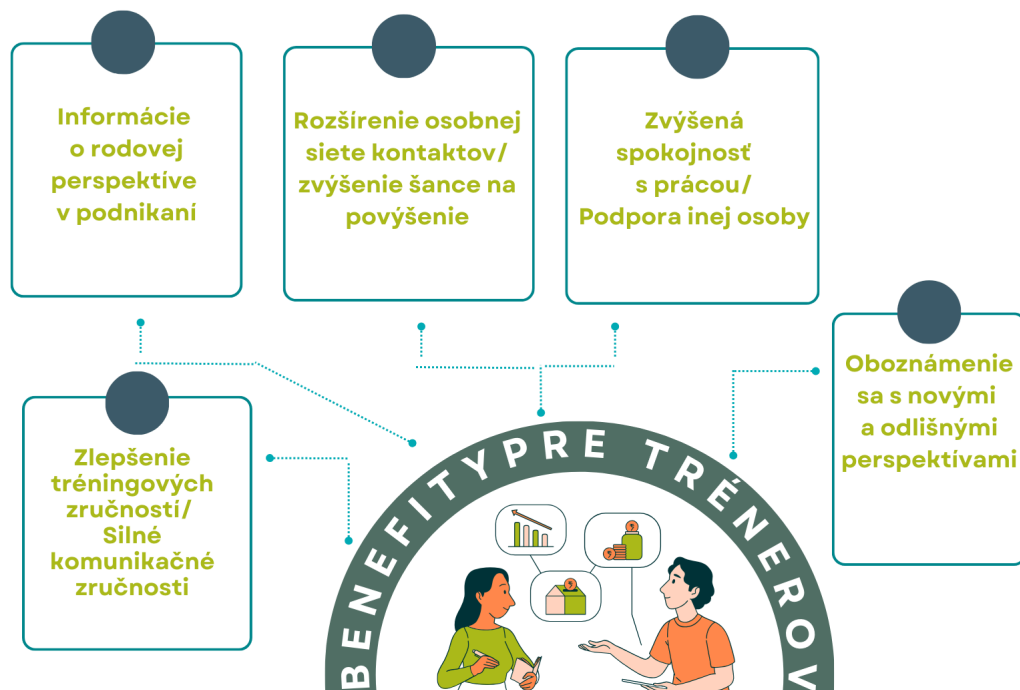 Informácie
o rodovej
perspektíve
v podnikaní
Rozšírenie osobnej
siete kontaktov/
zvýšenie šance na
povýšenie
Zvýšená
spokojnosť
s prácou/
Podpora inej osoby
Oboznámenie
sa s novými
a odlišnými
perspektívami
Zlepšenie
tréningových
zručností/
Silné
komunikačné
zručnosti
BENEFITYPRE TRÉNEROV